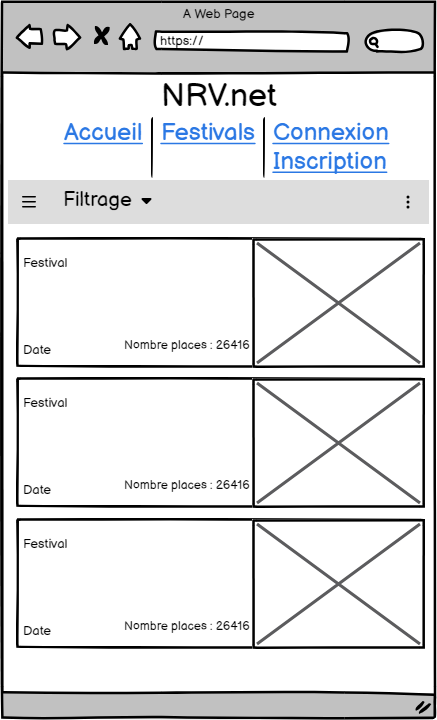 A Web Page
https://
NRV.net
Accueil
Festivals
Connexion
Inscription
Filtrage
Festival
Date
Nombre places : 26416
Festival
Date
Nombre places : 26416
Festival
Date
Nombre places : 26416